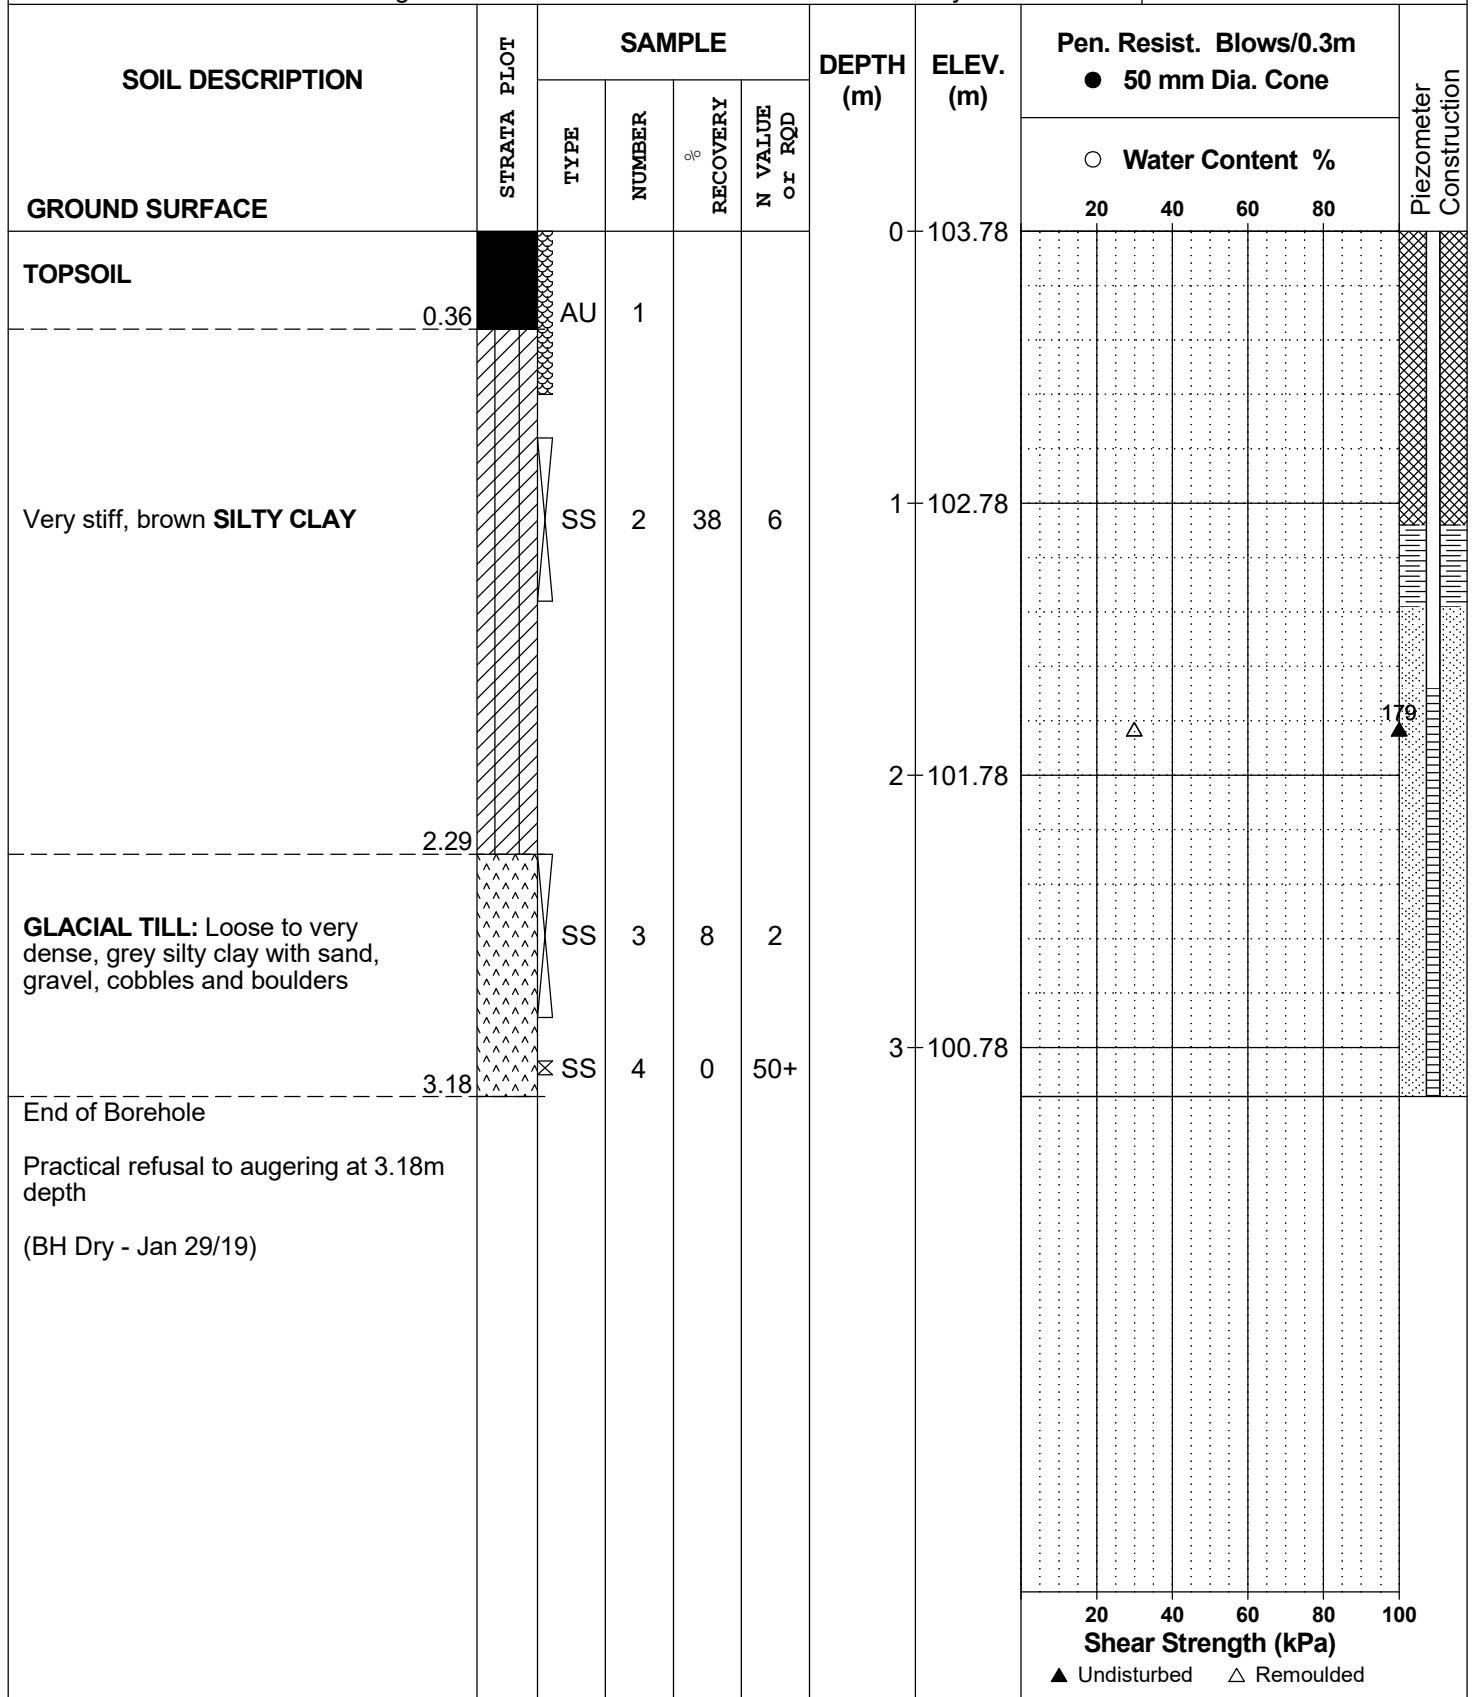 SOIL DESCRIPTION
GROUND SURFACE
STRATA PLOT
SAMPLE
TYPE
NUMBER
% RECOVERY
N VALUE or RQD
DEPTH (m)
ELEV. (m)
Pen. Resist. Blows/0.3m
● 50 mm Dia. Cone
○ Water Content %
20 40 60 80
Piezometer Construction
0 103.78
TOPSOIL
0.36
AU 1
Very stiff, brown SILTY CLAY
SS 2 38 6
1 102.78
179
2 101.78
2.29
GLACIAL TILL: Loose to very
dense, grey silty clay with sand,
gravel, cobbles and boulders
SS 3 8 2
3 100.78
SS 4 0 50+
3.18
End of Borehole
Practical refusal to augering at 3.18m
depth
(BH Dry - Jan 29/19)
20 40 60 80 100
Shear Strength (kPa)
▲ Undisturbed △ Remoulded